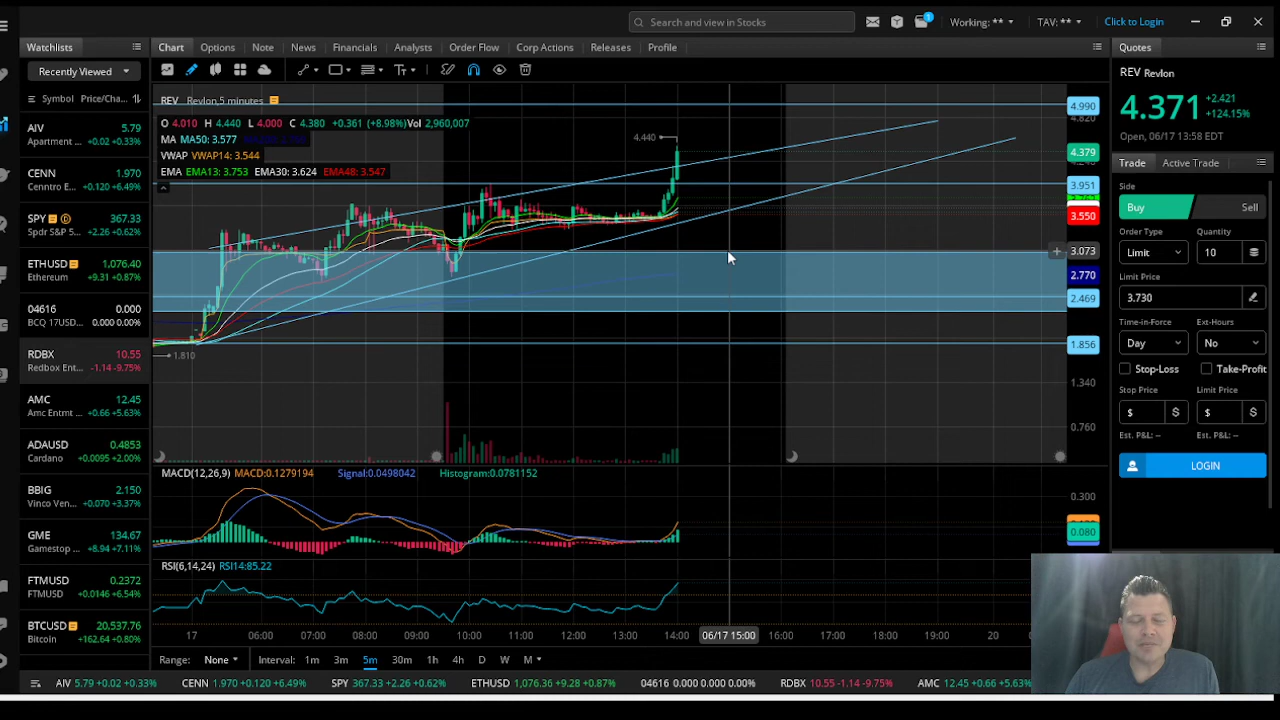 Search and view in Stocks
1
Working: **
TAV: **
Click to Login
Watchlists
Chart Options Note News Financials Analysts Order Flow Corp Actions Releases Profile
Quotes
Recently Viewed
Symbol Price/Cha...
AIV 5.79
Apartment ... +0.02 +0.33%
CENN 1.970
Cenntro E... +0.120 +6.49%
SPY 367.33
Spdr S&P 5... +2.26 +0.62%
ETHUSD 1,076.40
Ethereum +9.31 +0.87%
04616 0.000
BCQ 17USD... 0.000 0.00%
RDBX 10.55
Redbox Ent... -1.14 -9.75%
AMC 12.45
Amc Entmt ... +0.66 +5.63%
ADAUSD 0.4853
Cardano +0.0095 +2.00%
BBIG 2.150
Vinco Ven... +0.070 +3.37%
GME 134.67
Gamestop ... +8.94 +7.11%
FTMUSD 0.2372
FTMUSD +0.0146 +6.54%
BTCUSD 20,537.76
Bitcoin +162.64 +0.80%
REV Revlon 5 minutes
O 4.010 H 4.440 L 4.000 C 4.380 +0.361 (+8.98%) Vol 2,960,007
MA MA50: 3.577
VWAP VWAP14: 3.544
EMA EMA13: 3.753 EMA30: 3.624 EMA48: 3.547
4.440
1.810
4.990
4.820
4.379
3.951
3.550
3.073
2.770
2.469
1.856
1.340
0.760
MACD(12,26,9) MACD:0.1279194 Signal:0.0498042 Histogram:0.0781152
0.300
0.080
RSI(6,14,24) RSI14:85.22
17 06:00 07:00 08:00 09:00 10:00 11:00 12:00 13:00 14:00 06/17 15:00 16:00 17:00 18:00 19:00 20
Range: None Interval: 1m 3m 5m 30m 1h 4h D W M
REV Revlon
4.371 +2.421
+124.15%
Open, 06/17 13:58 EDT
Trade Active Trade
Side
Buy Sell
Order Type Quantity
Limit 10
Limit Price
3.730
Time-in-Force Ext-Hours
Day No
Stop-Loss Take-Profit
Stop Price Limit Price
$ $ $ $
Est. P&L: -- Est. P&L: --
LOGIN
AIV 5.79 +0.02 +0.33% CENN 1.970 +0.120 +6.49% SPY 367.33 +2.26 +0.62% ETHUSD 1,076.36 +9.28 +0.87% 04616 0.000 0.000 0.00% RDBX 10.55 -1.14 -9.75% AMC 12.45 +0.66 +5.63%